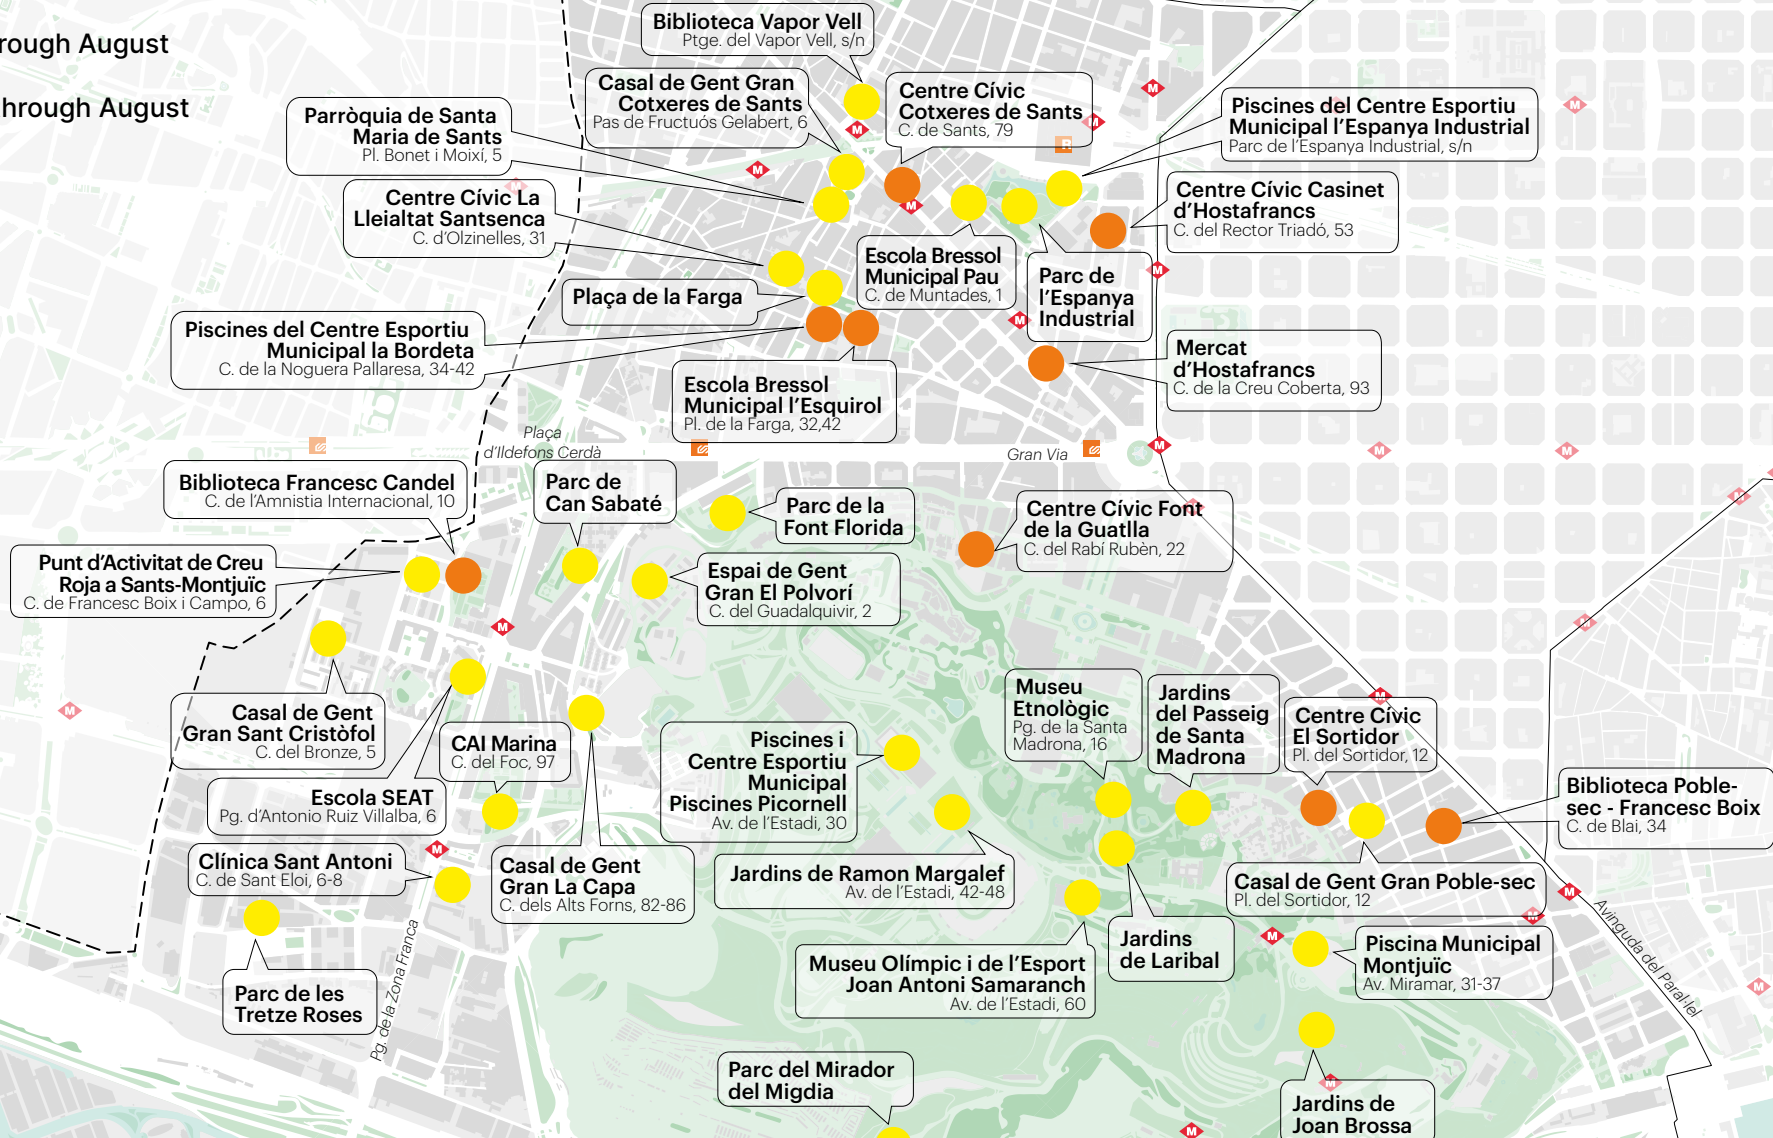 rough August
hrough August
Biblioteca Vapor Vell
Ptge. del Vapor Vell, s/n
Casal de Gent Gran
Cotxeres de Sants
Pas de Fructuós Gelabert, 6
Centre Cívic
Cotxeres de Sants
C. de Sants, 79
Parròquia de Santa
Maria de Sants
Pl. Bonet i Moixí, 5
Piscines del Centre Esportiu
Municipal l'Espanya Industrial
Parc de l'Espanya Industrial, s/n
Centre Cívic La
Lleialtat Santsenca
C. d'Olzinelles, 31
Centre Cívic Casinet
d'Hostafrancs
C. del Rector Triadó, 53
Escola Bressol
Municipal Pau
C. de Muntades, 1
Parc de
l'Espanya
Industrial
Plaça de la Farga
Piscines del Centre Esportiu
Municipal la Bordeta
C. de la Noguera Pallaresa, 34-42
Mercat
d'Hostafrancs
C. de la Creu Coberta, 93
Escola Bressol
Municipal l'Esquirol
Pl. de la Farga, 32,42
Plaça
d'Ildefons Cerdà
Gran Via
Biblioteca Francesc Candel
C. de l'Amnistia Internacional, 10
Parc de
Can Sabaté
Parc de la
Font Florida
Centre Cívic Font
de la Guatlla
C. del Rabí Rubèn, 22
Punt d'Activitat de Creu
Roja a Sants-Montjuïc
C. de Francesc Boix i Campo, 6
Espai de Gent
Gran El Polvorí
C. del Guadalquivir, 2
Casal de Gent
Gran Sant Cristòfol
C. del Bronze, 5
CAI Marina
C. del Foc, 97
Piscines i
Centre Esportiu
Municipal
Piscines Picornell
Av. de l'Estadi, 30
Museu
Etnològic
Pg. de la Santa
Madrona, 16
Jardins
del Passeig
de Santa
Madrona
Centre Cívic
El Sortidor
Pl. del Sortidor, 12
Escola SEAT
Pg. d'Antonio Ruiz Villalba, 6
Biblioteca Poble-
sec - Francesc Boix
C. de Blai, 34
Clínica Sant Antoni
C. de Sant Eloi, 6-8
Casal de Gent
Gran La Capa
C. dels Alts Forns, 82-86
Jardins de Ramon Margalef
Av. de l'Estadi, 42-48
Casal de Gent Gran Poble-sec
Pl. del Sortidor, 12
Museu Olímpic i de l'Esport
Joan Antoni Samaranch
Av. de l'Estadi, 60
Jardins
de Laribal
Piscina Municipal
Montjuïc
Av. Miramar, 31-37
Avinguda del Paral·lel
Parc de les
Tretze Roses
Pg. de la Zona Franca
Parc del Mirador
del Migdia
Jardins de
Joan Brossa